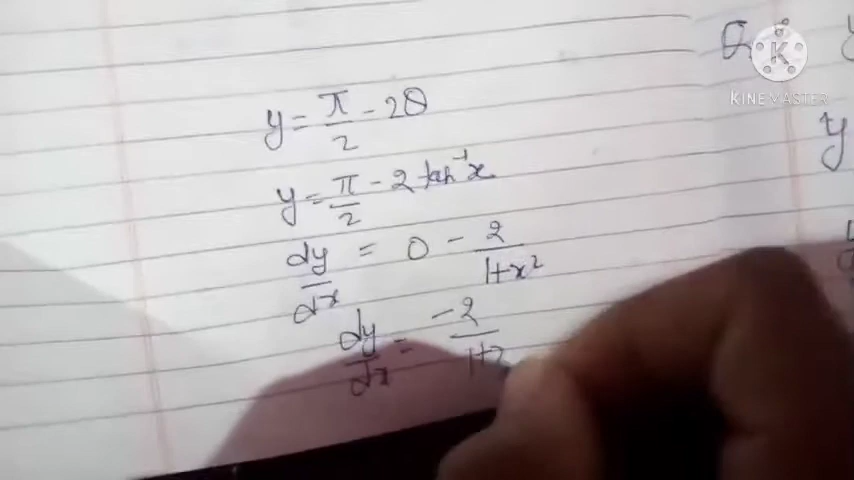 y = π/2 - 2θ
y = π/2 - 2 tan⁻¹x
dy/dx = 0 - 2/1+x²
dy/dx = -2/1+
Q
y
K
KINEMASTER